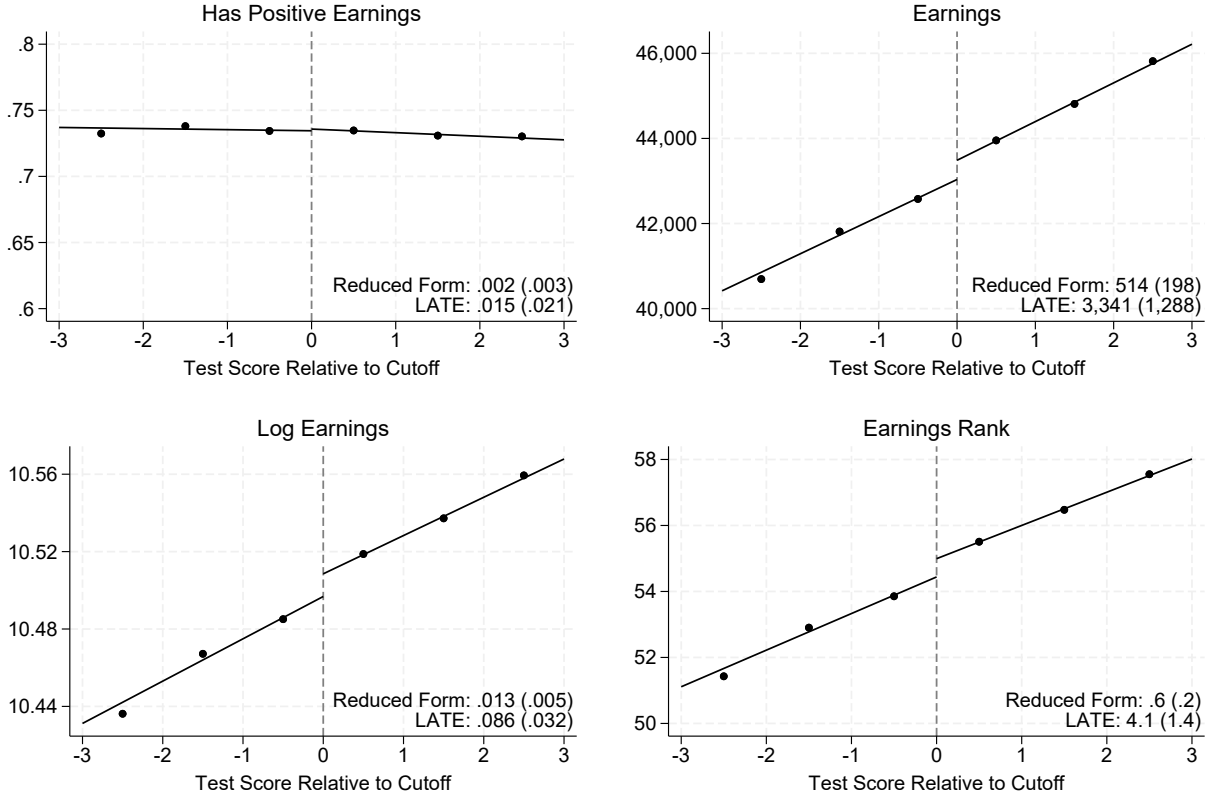 Has Positive Earnings
.8
.75
.7
.65
.6
Reduced Form: .002 (.003)
LATE: .015 (.021)
-3 -2 -1 0 1 2 3
Test Score Relative to Cutoff
Earnings
46,000
44,000
42,000
40,000
Reduced Form: 514 (198)
LATE: 3,341 (1,288)
-3 -2 -1 0 1 2 3
Test Score Relative to Cutoff
Log Earnings
10.56
10.52
10.48
10.44
Reduced Form: .013 (.005)
LATE: .086 (.032)
-3 -2 -1 0 1 2 3
Test Score Relative to Cutoff
Earnings Rank
58
56
54
52
50
Reduced Form: .6 (.2)
LATE: 4.1 (1.4)
-3 -2 -1 0 1 2 3
Test Score Relative to Cutoff